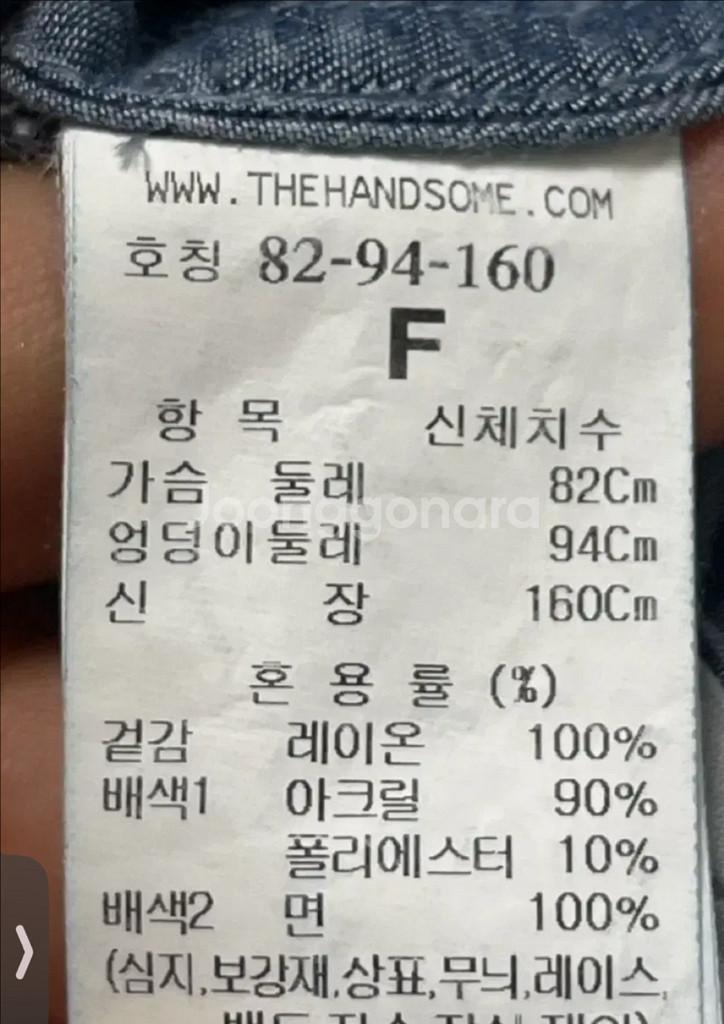 WWW.THEHANDSOME.COM
호칭 82-94-160
F
항 목 신체치수
가슴 둘레 82Cm
엉덩이둘레 94Cm
신 장 160Cm
혼 용 률 (%)
겉감 레이온 100%
배색1 아크릴 90%
폴리에스터 10%
배색2 면 100%
(심지,보강재,상표,무늬,레이스,
joonggonara